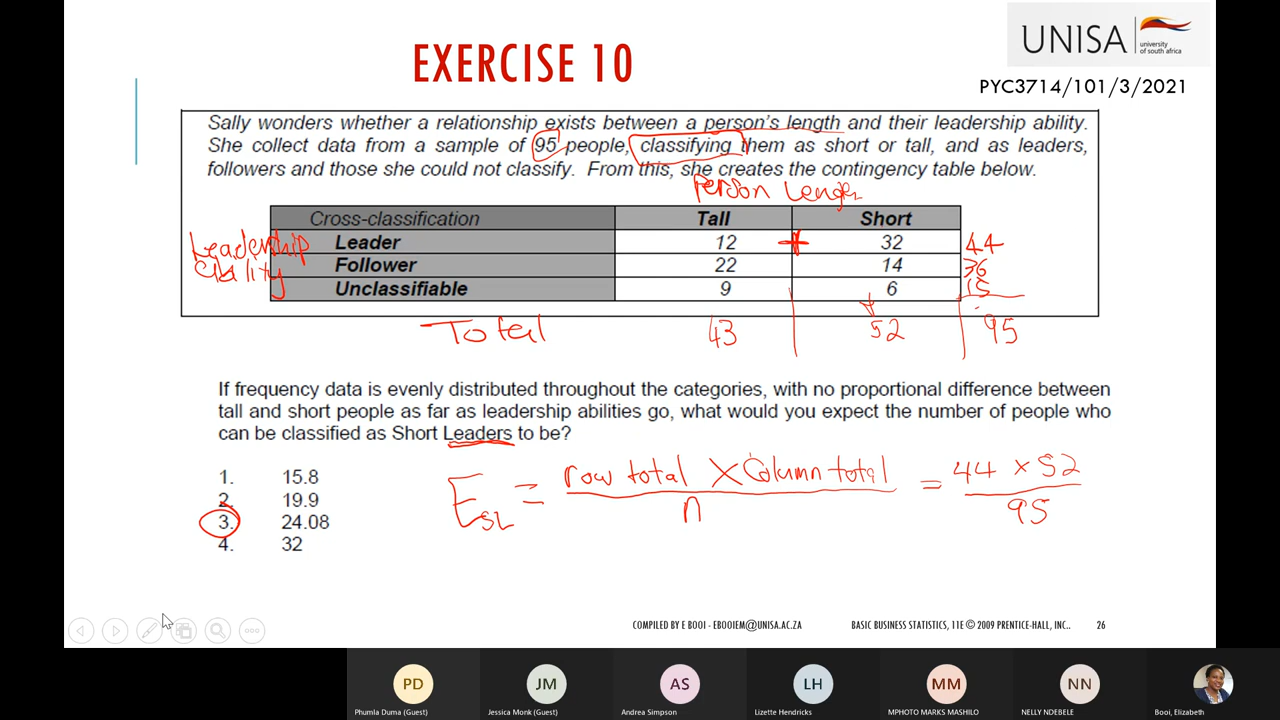 UNISA
university
of south africa
EXERCISE 10
PYC3714/101/3/2021
Sally wonders whether a relationship exists between a person's length and their leadership ability.
She collect data from a sample of 95 people, classifying them as short or tall, and as leaders,
followers and those she could not classify. From this, she creates the contingency table below.
Person Length
Cross-classification Tall Short
Leadership
ability
Leader 12 + 32 44
Follower 22 14 36
Unclassifiable 9 6 15
Total 43 52 95
If frequency data is evenly distributed throughout the categories, with no proportional difference between
tall and short people as far as leadership abilities go, what would you expect the number of people who
can be classified as Short Leaders to be?
1. 15.8
2. 19.9
3. 24.08
4. 32
E SL = row total X Column total / n = 44 x 52 / 95
COMPILED BY E BOOI - EBOOIEM@UNISA.AC.ZA BASIC BUSINESS STATISTICS, 11E © 2009 PRENTICE-HALL, INC.. 26
PD JM AS LH MM NN
Phumla Duma (Guest) Jessica Monk (Guest) Andrea Simpson Lizette Hendricks MPHOTO MARKS MASHILO NELLY NDEBELE Booi, Elizabeth